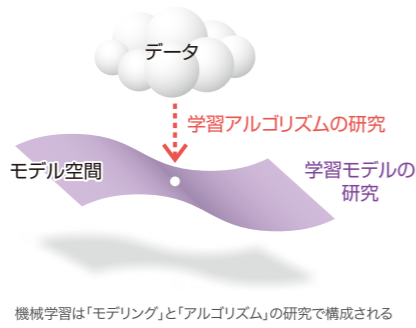 データ
学習アルゴリズムの研究
モデル空間
学習モデルの
研究
機械学習は「モデリング」と「アルゴリズム」の研究で構成される